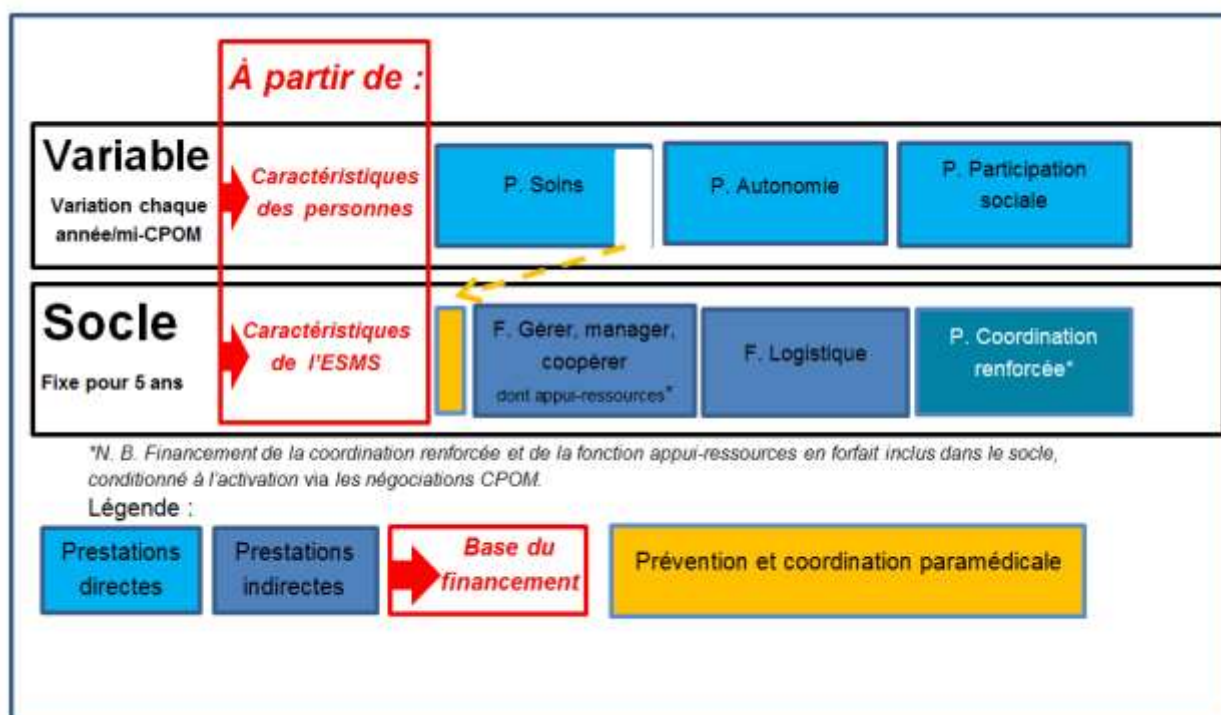 À partir de :
Variable
Variation chaque
année/mi-CPOM
Caractéristiques
des personnes
P. Soins
P. Autonomie
P. Participation
sociale
Socle
Fixe pour 5 ans
Caractéristiques
de l'ESMS
F. Gérer, manager,
coopérer
dont appui-ressources*
F. Logistique
P. Coordination
renforcée*
*N. B. Financement de la coordination renforcée et de la fonction appui-ressources en forfait inclus dans le socle,
conditionné à l'activation via les négociations CPOM.
Légende :
Prestations
directes
Prestations
indirectes
Base du
financement
Prévention et coordination paramédicale